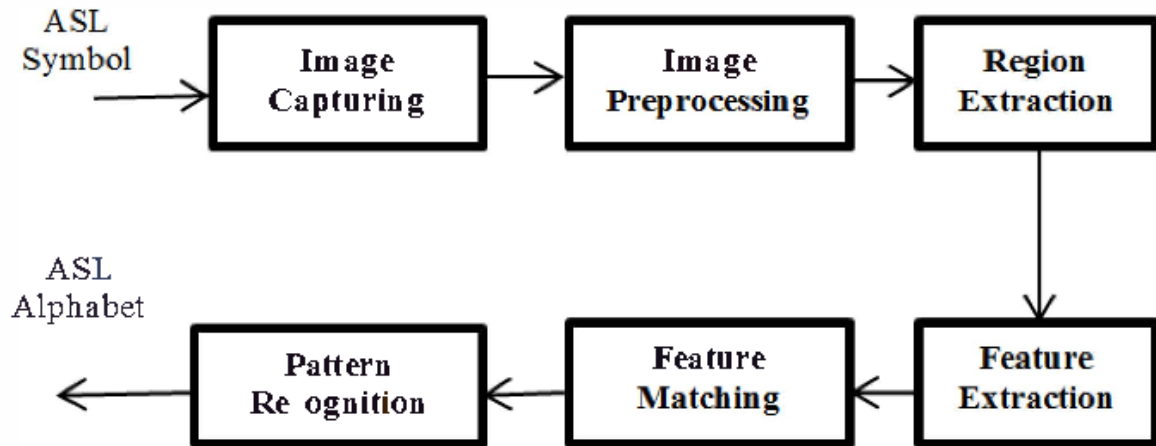 ASL
Symbol
Image
Capturing
Image
Preprocessing
Region
Extraction
ASL
Alphabet
Pattern
Re ognition
Feature
Matching
Feature
Extraction